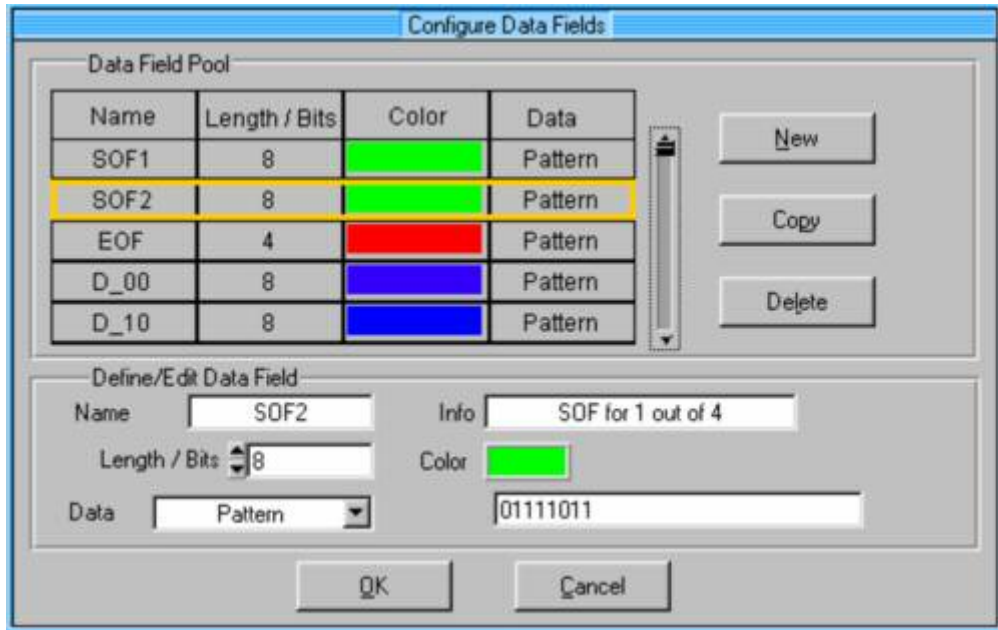 Configure Data Fields
Data Field Pool
Name Length / Bits Color Data
SOF1 8 Pattern
SOF2 8 Pattern
EOF 4 Pattern
D_00 8 Pattern
D_10 8 Pattern
New
Copy
Delete
Define/Edit Data Field
Name SOF2 Info SOF for 1 out of 4
Length / Bits 8 Color
Data Pattern 01111011
OK Cancel